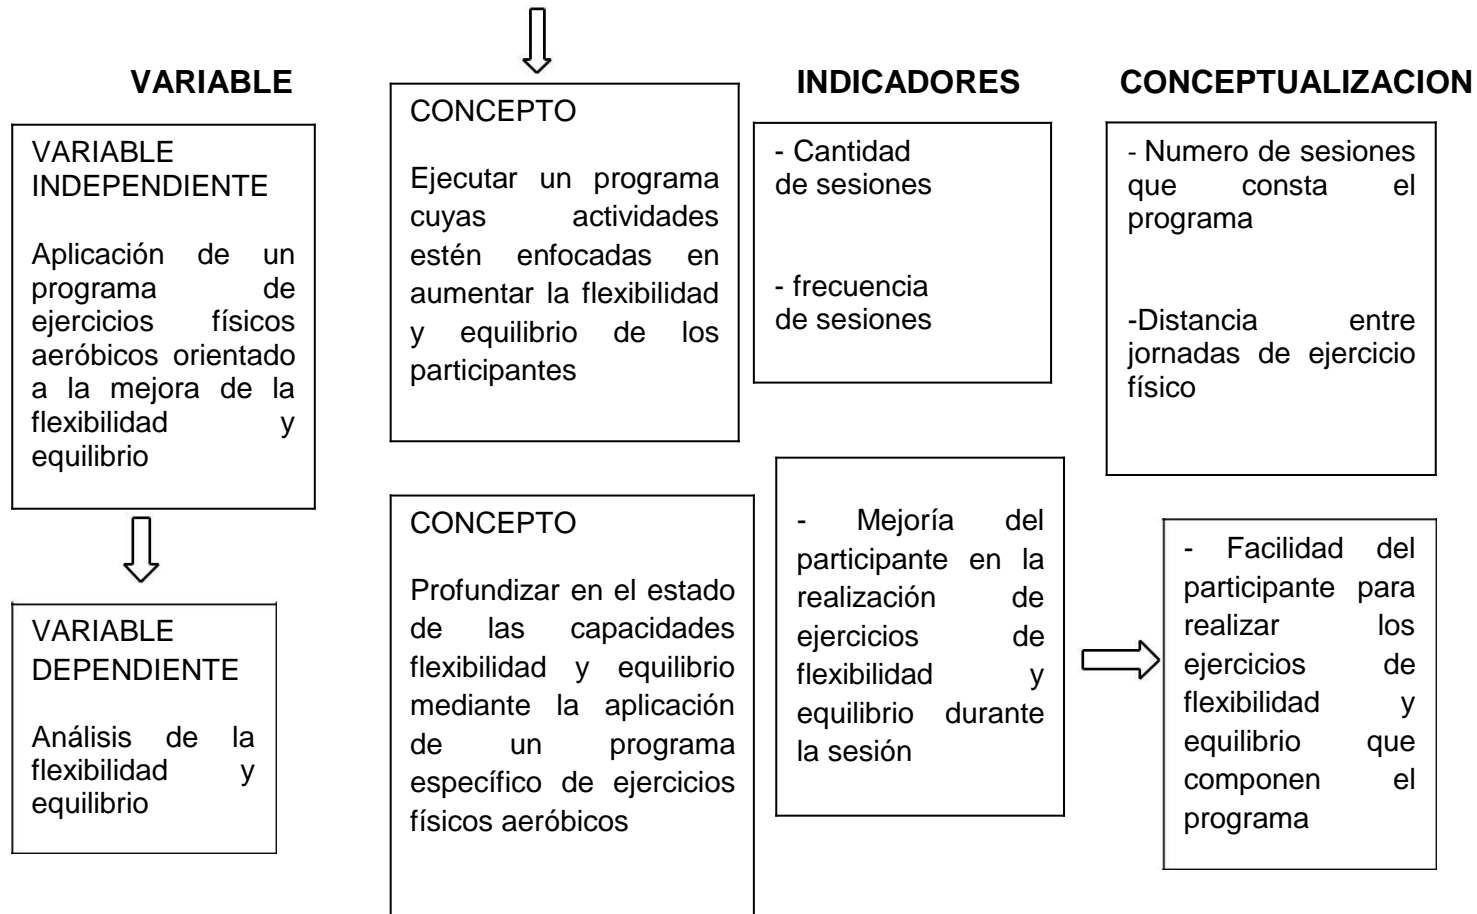 VARIABLE
INDICADORES
CONCEPTUALIZACION
VARIABLE
INDEPENDIENTE
Aplicación de un
programa de
ejercicios físicos
aeróbicos orientado
a la mejora de la
flexibilidad y
equilibrio
CONCEPTO
Ejecutar un programa
cuyas actividades
estén enfocadas en
aumentar la flexibilidad
y equilibrio de los
participantes
- Cantidad
de sesiones
- frecuencia
de sesiones
- Numero de sesiones
que consta el
programa
-Distancia entre
jornadas de ejercicio
físico
VARIABLE
DEPENDIENTE
Análisis de la
flexibilidad y
equilibrio
CONCEPTO
Profundizar en el estado
de las capacidades
flexibilidad y equilibrio
mediante la aplicación
de un programa
específico de ejercicios
físicos aeróbicos
- Mejoría del
participante en la
realización de
ejercicios de
flexibilidad y
equilibrio durante
la sesión
- Facilidad del
participante para
realizar los
ejercicios de
flexibilidad y
equilibrio que
componen el
programa